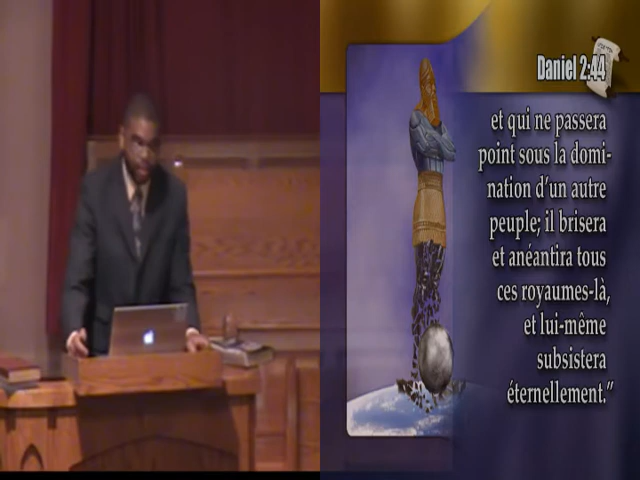 Daniel 2:44
et qui ne passera
point sous la domi-
nation d'un autre
peuple; il brisera
et anéantira tous
ces royaumes-là,
et lui-même
subsistera
éternellement."